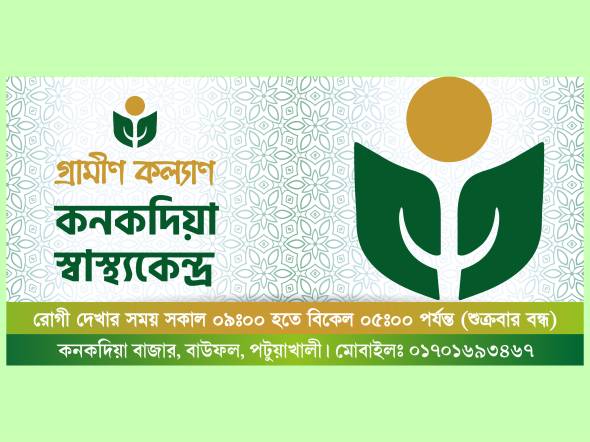 গ্রামীণ কল্যাণ
কনকদিয়া
স্বাস্থ্যকেন্দ্র
রোগী দেখার সময় সকাল ০৯ঃ০০ হতে বিকেল ০৫ঃ০০ পর্যন্ত (শুক্রবার বন্ধ)
কনকদিয়া বাজার, বাউফল, পটুয়াখালী। মোবাইলঃ ০১৭০১৬৯৩৪৬৭